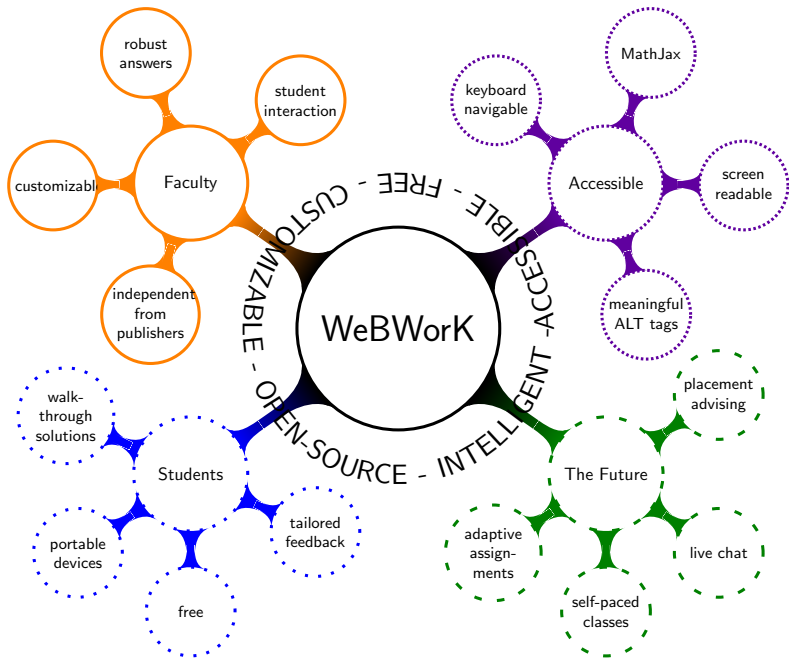 robust
answers
student
interaction
customizable
Faculty
independent
from
publishers
MathJax
keyboard
navigable
Accessible
screen
readable
meaningful
ALT tags
WeBWorK
OPEN-SOURCE - INTELLIGENT -ACCESSIBLE - FREE - CUSTOMIZABLE -
walk-
through
solutions
Students
portable
devices
free
tailored
feedback
placement
advising
The Future
adaptive
assign-
ments
self-paced
classes
live chat